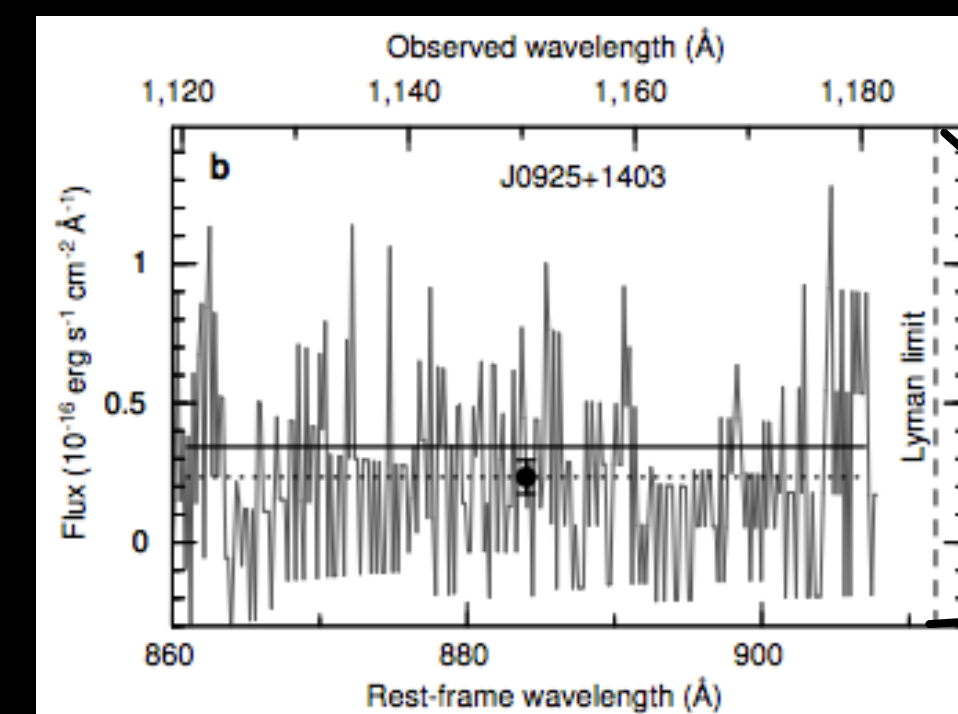 Observed wavelength (Å)
1,120 1,140 1,160 1,180
b
J0925+1403
Flux (10⁻¹⁶ erg s⁻¹ cm⁻² Å⁻¹)
1
0.5
0
Lyman limit
860 880 900
Rest-frame wavelength (Å)